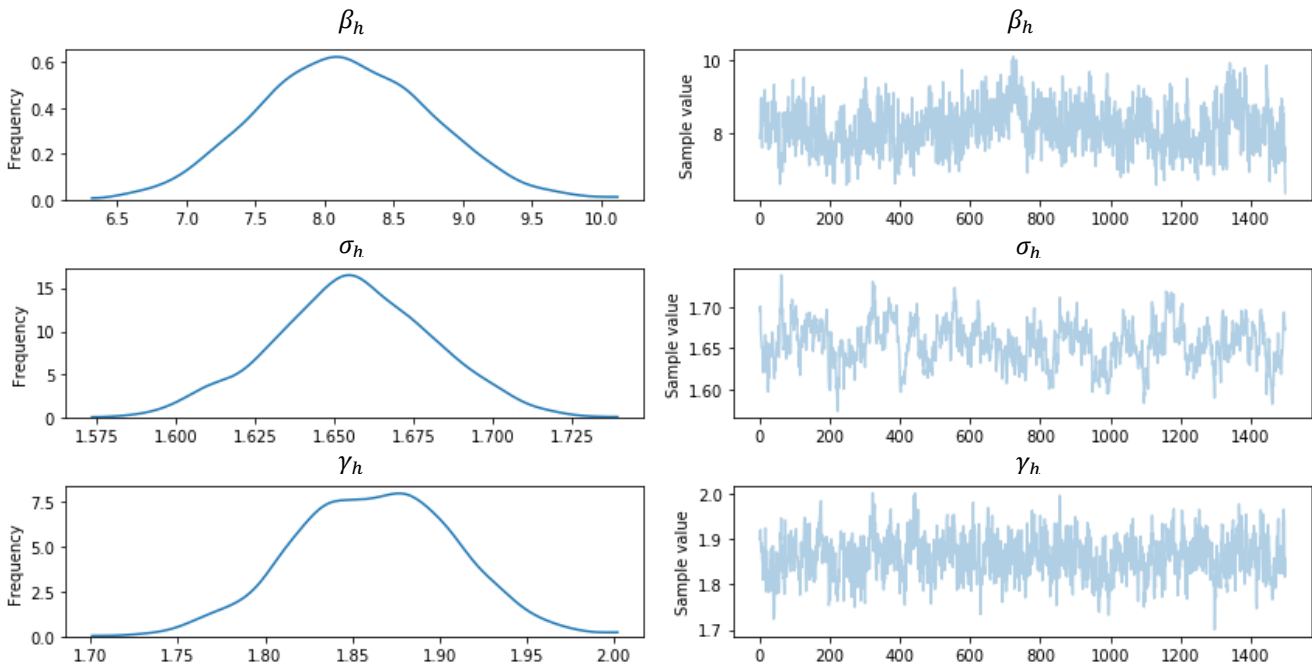 β_h
0.6
0.4
0.2
0.0
Frequency
6.5 7.0 7.5 8.0 8.5 9.0 9.5 10.0
β_h
10
8
Sample value
0 200 400 600 800 1000 1200 1400
σ_h
15
10
5
0
Frequency
1.575 1.600 1.625 1.650 1.675 1.700 1.725
σ_h
1.70
1.65
1.60
Sample value
0 200 400 600 800 1000 1200 1400
γ_h
7.5
5.0
2.5
0.0
Frequency
1.70 1.75 1.80 1.85 1.90 1.95 2.00
γ_h
2.0
1.9
1.8
1.7
Sample value
0 200 400 600 800 1000 1200 1400